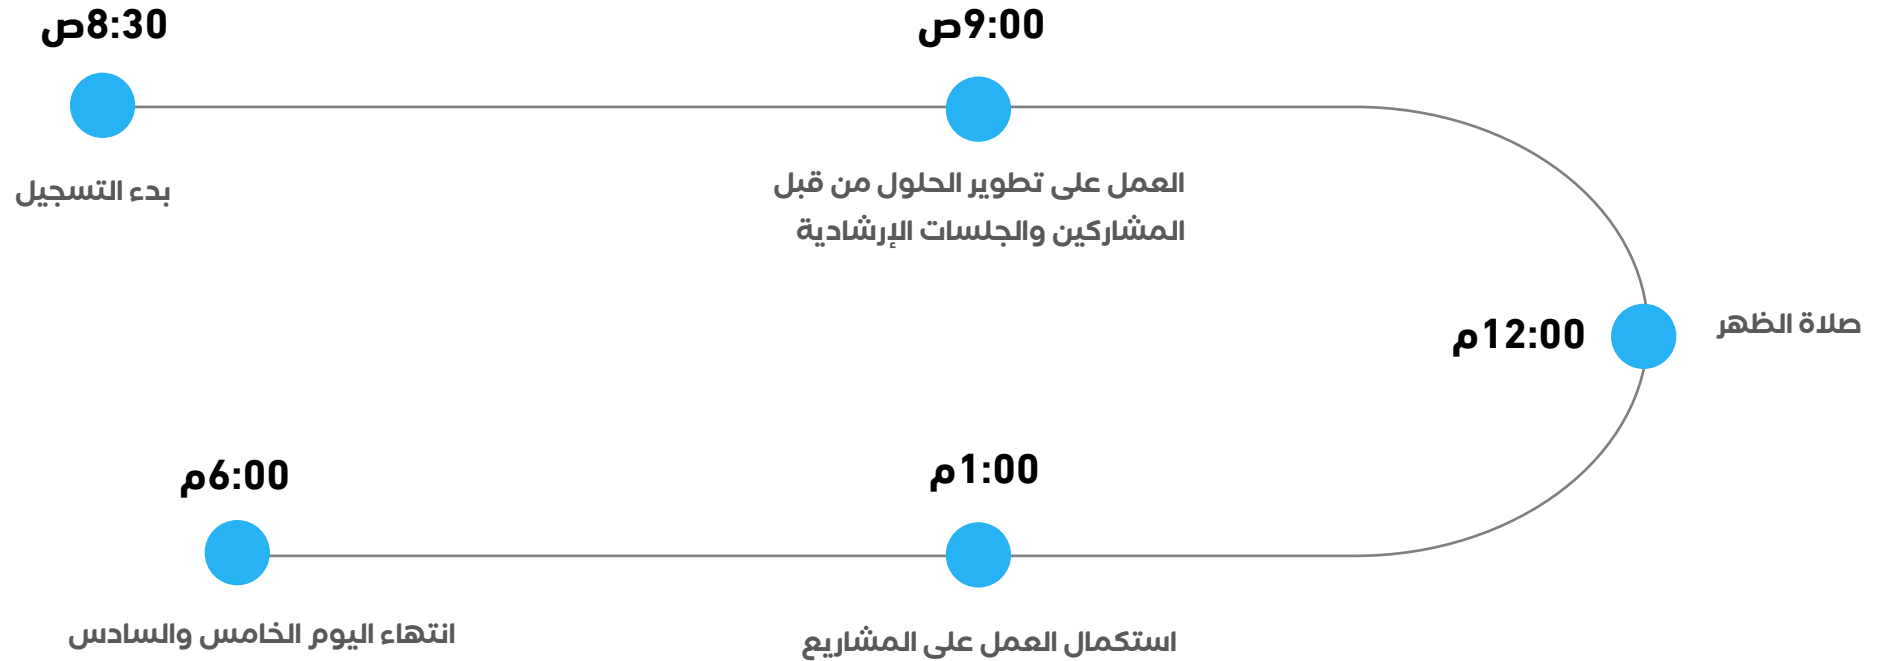 8:30ص
بدء التسجيل
9:00ص
العمل على تطوير الحلول من قبل
المشاركين والجلسات الإرشادية
12:00م
صلاة الظهر
1:00م
استكمال العمل على المشاريع
6:00م
انتهاء اليوم الخامس والسادس